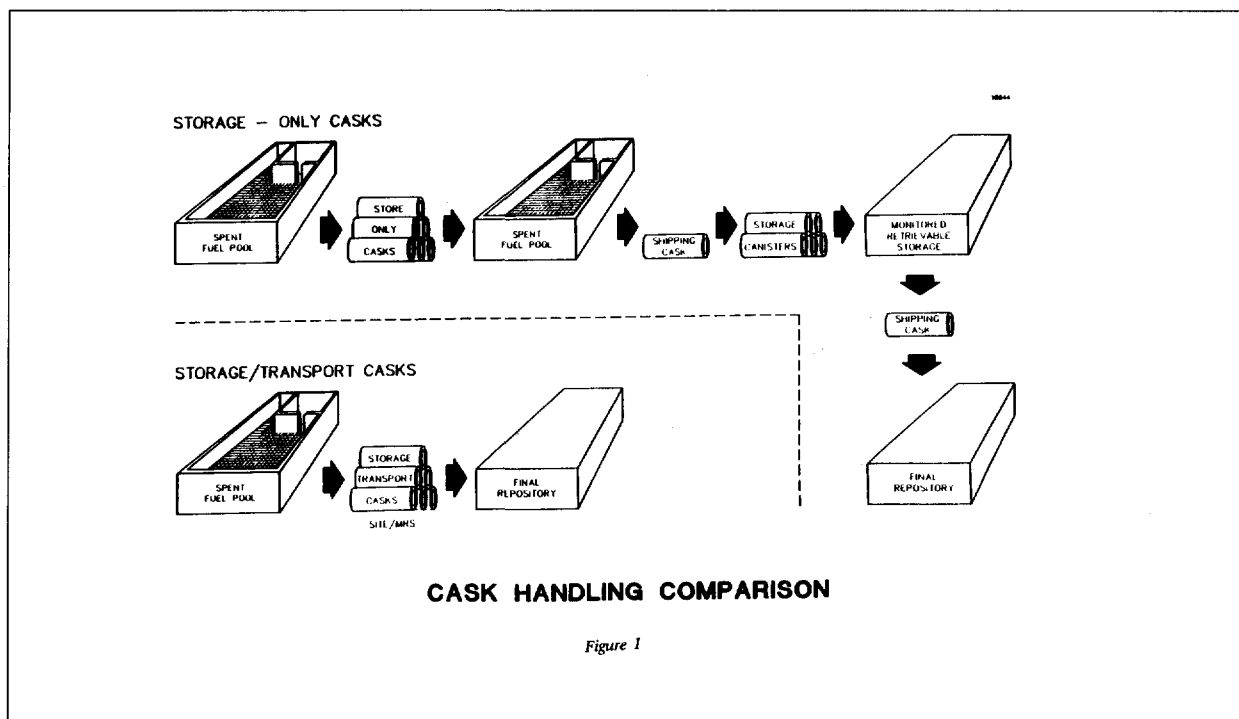 STORAGE – ONLY CASKS
SPENT
FUEL POOL
STORE
ONLY
CASKS
SPENT
FUEL POOL
SHIPPING
CASK
STORAGE
CANISTERS
MONITORED
RETRIEVABLE
STORAGE
SHIPPING
CASK
FINAL
REPOSITORY
STORAGE/TRANSPORT CASKS
SPENT
FUEL POOL
STORAGE
TRANSPORT
CASKS
SITE/MRS
FINAL
REPOSITORY
CASK HANDLING COMPARISON
Figure 1